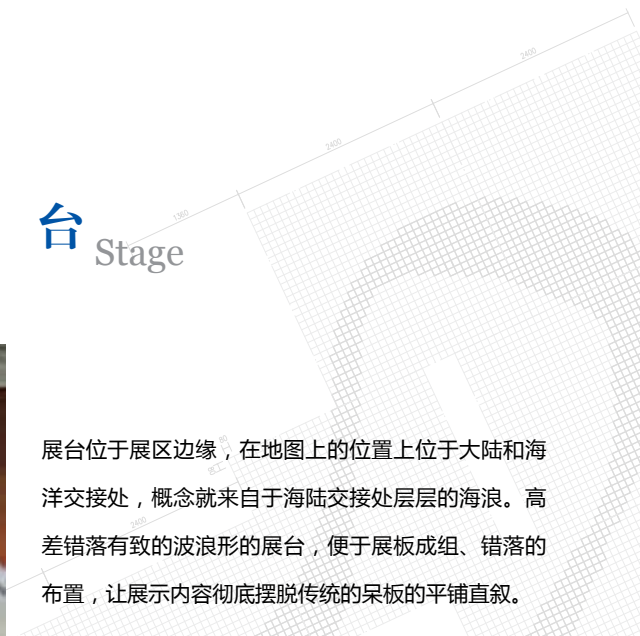 2400
2400
1360
台
Stage
展台位于展区边缘，在地图上的位置上位于大陆和海
洋交接处，概念就来自于海陆交接处层层的海浪。高
2400
差错落有致的波浪形的展台，便于展板成组、错落的
布置，让展示内容彻底摆脱传统的呆板的平铺直叙。